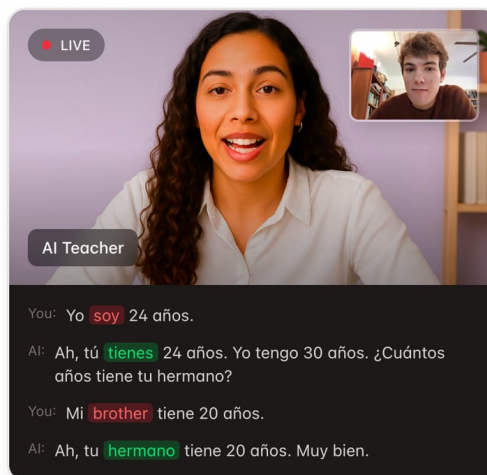 LIVE
AI Teacher
You: Yo soy 24 años.
AI: Ah, tú tienes 24 años. Yo tengo 30 años. ¿Cuántos
años tiene tu hermano?
You: Mi brother tiene 20 años.
AI: Ah, tu hermano tiene 20 años. Muy bien.